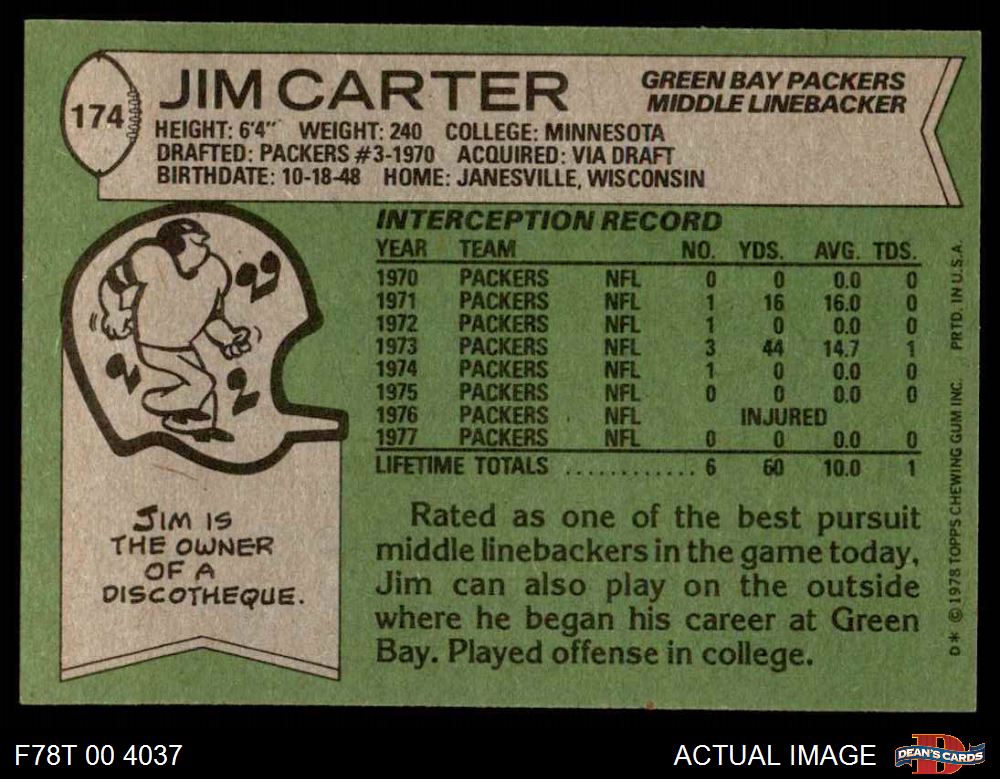 174
JIM CARTER
GREEN BAY PACKERS
MIDDLE LINEBACKER
HEIGHT: 6'4" WEIGHT: 240 COLLEGE: MINNESOTA
DRAFTED: PACKERS #3-1970 ACQUIRED: VIA DRAFT
BIRTHDATE: 10-18-48 HOME: JANESVILLE, WISCONSIN
INTERCEPTION RECORD
YEAR TEAM NO. YDS. AVG. TDS.
1970 PACKERS NFL 0 0 0.0 0
1971 PACKERS NFL 1 16 16.0 0
1972 PACKERS NFL 1 0 0.0 0
1973 PACKERS NFL 3 44 14.7 1
1974 PACKERS NFL 1 0 0.0 0
1975 PACKERS NFL 0 0 0.0 0
1976 PACKERS NFL INJURED
1977 PACKERS NFL 0 0 0.0 0
LIFETIME TOTALS ............ 6 60 10.0 1
JIM IS
THE OWNER
OF A
DISCOTHEQUE.
Rated as one of the best pursuit
middle linebackers in the game today,
Jim can also play on the outside
where he began his career at Green
Bay. Played offense in college.
D* © 1978 TOPPS CHEWING GUM INC. PRTD. IN U.S.A.
F78T 00 4037
ACTUAL IMAGE
D
DEAN'S CARDS